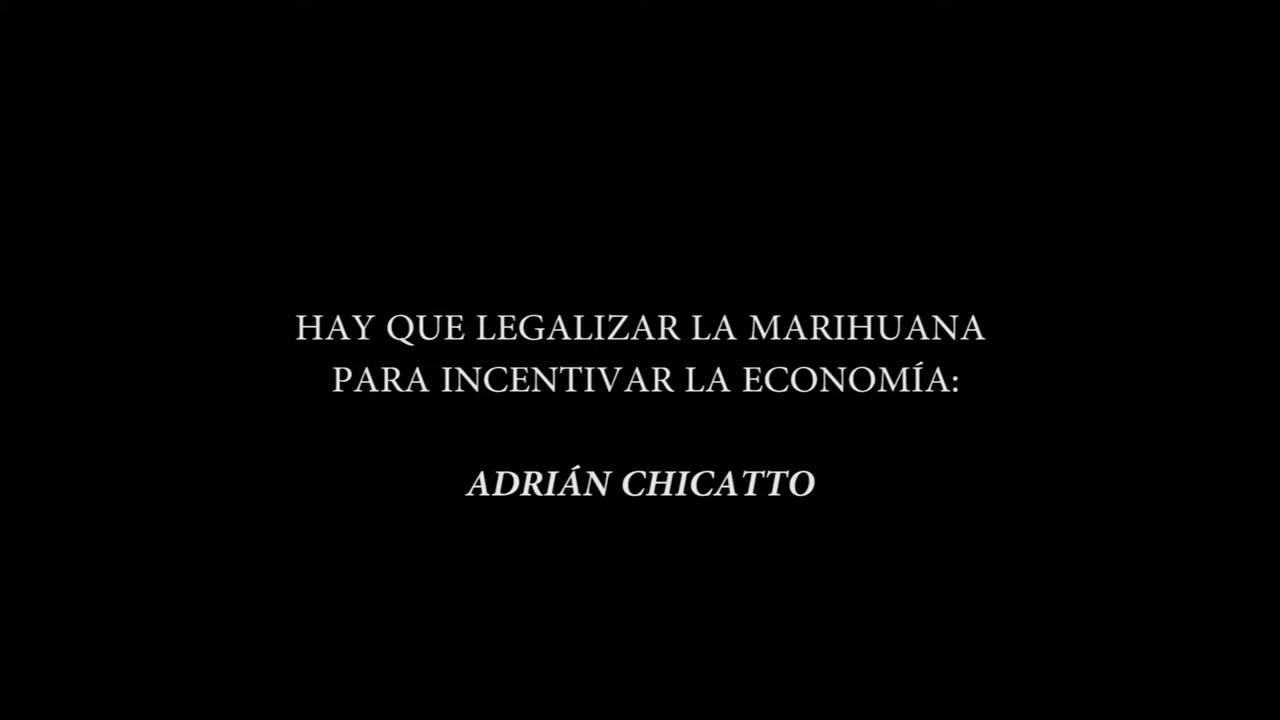 HAY QUE LEGALIZAR LA MARIHUANA
PARA INCENTIVAR LA ECONOMÍA:
ADRIÁN CHICATTO